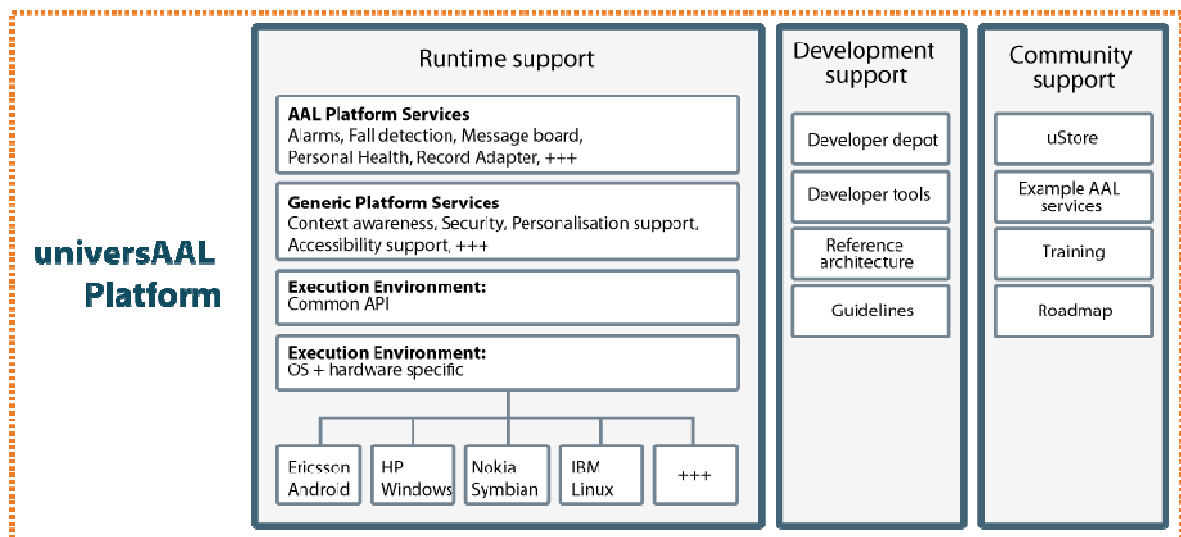 universAAL
Platform
Runtime support
AAL Platform Services
Alarms, Fall detection, Message board,
Personal Health, Record Adapter, +++
Generic Platform Services
Context awareness, Security, Personalisation support,
Accessibility support, +++
Execution Environment:
Common API
Execution Environment:
OS + hardware specific
Ericsson
Android
HP
Windows
Nokia
Symbian
IBM
Linux
+++
Development
support
Developer depot
Developer tools
Reference
architecture
Guidelines
Community
support
uStore
Example AAL
services
Training
Roadmap